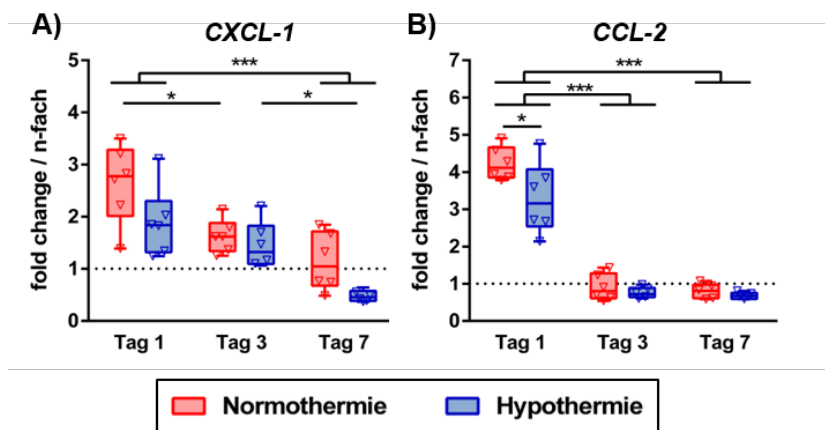 A)
CXCL-1
fold change / n-fach
5
4
3
2
1
0
***
*
*
Tag 1
Tag 3
Tag 7
B)
CCL-2
fold change / n-fach
7
6
5
4
3
2
1
0
***
***
*
Tag 1
Tag 3
Tag 7
Normothermie
Hypothermie